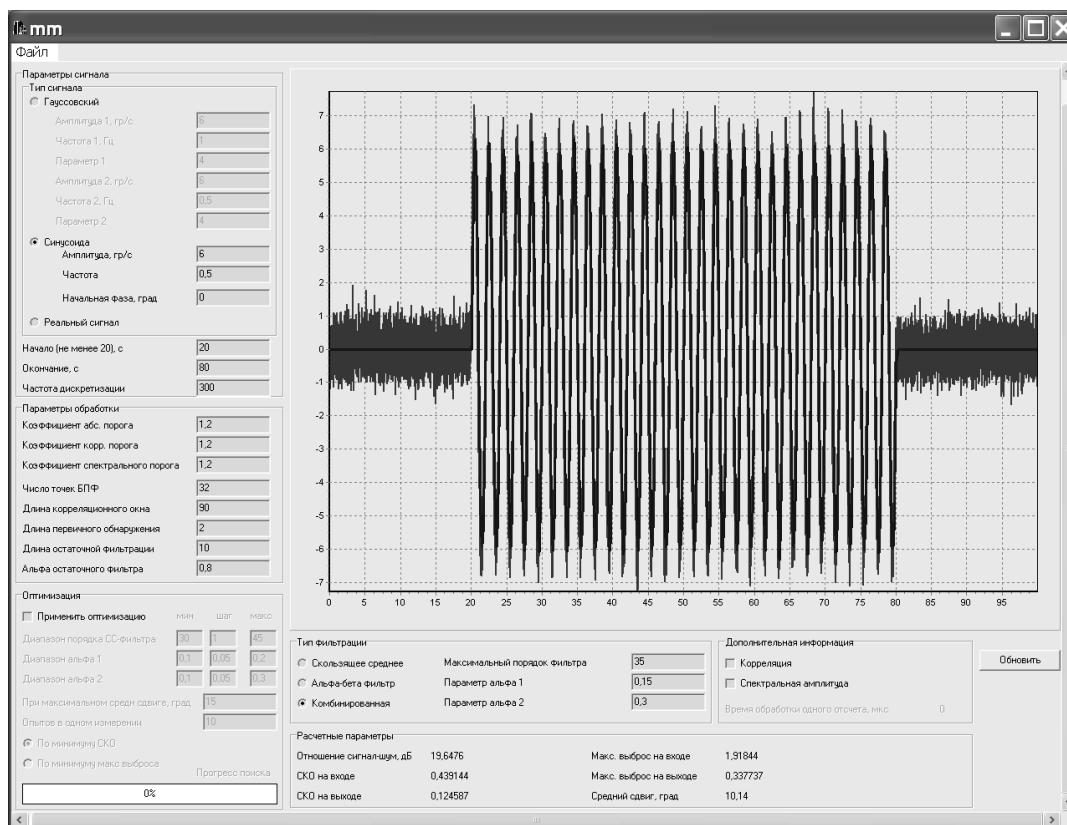 mm
Файл
Параметры сигнала
Тип сигнала
Гауссовский
Амплитуда 1, гр/с 6
Частота 1, Гц 1
Параметр 1 4
Амплитуда 2, гр/с 6
Частота 2, Гц 0,5
Параметр 2 4
Синусоида
Амплитуда, гр/с 6
Частота 0,5
Начальная фаза, град 0
Реальный сигнал
Начало (не менее 20), с 20
Окончание, с 80
Частота дискретизации 300
Параметры обработки
Коэффициент абс. порога 1,2
Коэффициент корр. порога 1,2
Коэффициент спектрального порога 1,2
Число точек БПФ 32
Длина корреляционного окна 90
Длина первичного обнаружения 2
Длина остаточной фильтрации 10
Альфа остаточного фильтра 0,8
Оптимизация
Применить оптимизацию мин шаг макс
Диапазон порядка СС-Фильтра 30 1 45
Диапазон альфа 1 0,1 0,05 0,2
Диапазон альфа 2 0,1 0,05 0,3
При максимальном средн сдвиге, град 15
Опытов в одном измерении 10
По минимуму СКО
По минимуму макс выброса
Прогресс поиска
0%
7
6
5
4
3
2
1
0
-1
-2
-3
-4
-5
-6
-7
0 5 10 15 20 25 30 35 40 45 50 55 60 65 70 75 80 85 90 95
Тип фильтрации
Скользящее среднее
Альфа-бета фильтр
Комбинированная
Максимальный порядок фильтра 35
Параметр альфа 1 0,15
Параметр альфа 2 0,3
Дополнительная информация
Корреляция
Спектральная амплитуда
Время обработки одного отсчета, мкс 0
Обновить
Расчетные параметры
Отношение сигнал-шум, дБ 19,6476 Макс. выброс на входе 1,91844
СКО на входе 0,439144 Макс. выброс на выходе 0,337737
СКО на выходе 0,124587 Средний сдвиг, град 10,14